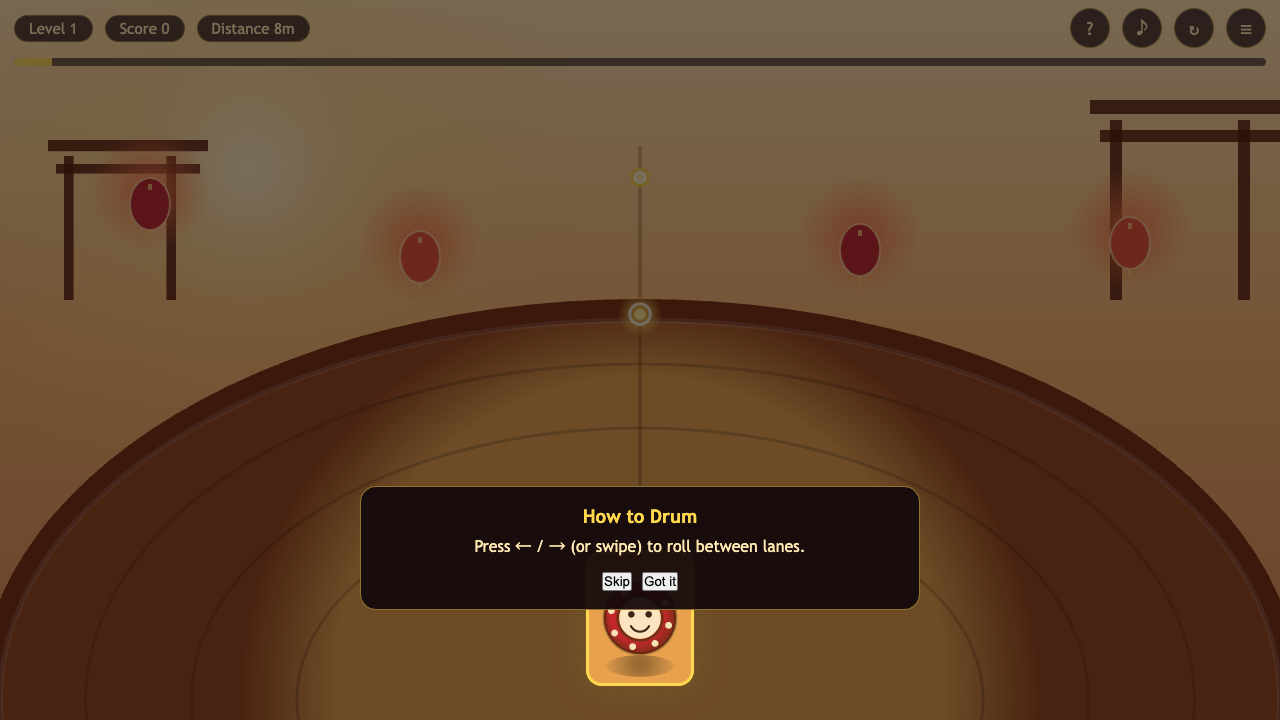 Level 1
Score 0
Distance 8m
?
♪
↻
≡
How to Drum
Press ← / → (or swipe) to roll between lanes.
Skip
Got it